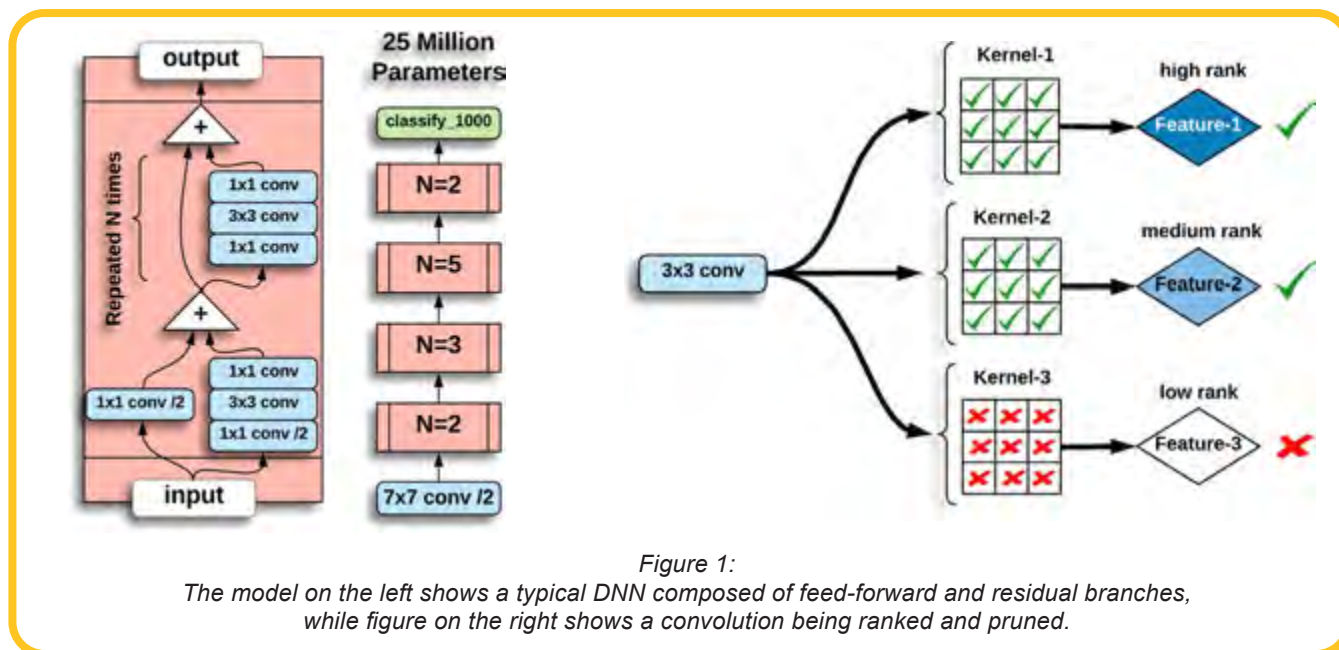 output
+
Repeated N times
1x1 conv
3x3 conv
1x1 conv
+
1x1 conv /2
1x1 conv
3x3 conv
1x1 conv /2
input
25 Million
Parameters
classify_1000
N=2
N=5
N=3
N=2
7x7 conv /2
3x3 conv
Kernel-1
high rank
Feature-1
Kernel-2
medium rank
Feature-2
Kernel-3
low rank
Feature-3
Figure 1:
The model on the left shows a typical DNN composed of feed-forward and residual branches,
while figure on the right shows a convolution being ranked and pruned.